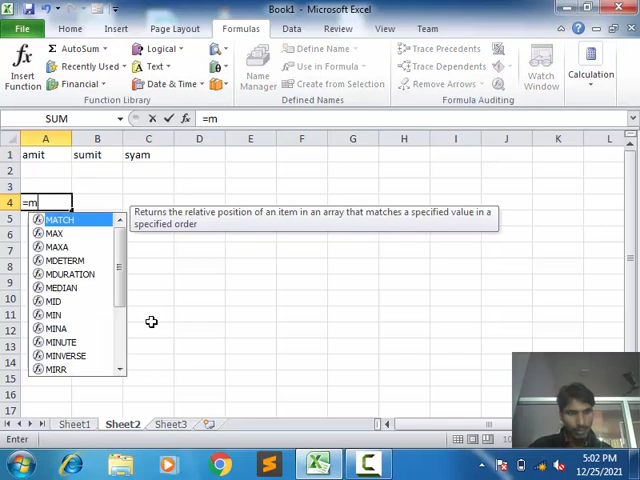 Book1 - Microsoft Excel
File Home Insert Page Layout Formulas Data Review View Team
Insert Function
AutoSum
Recently Used
Financial
Logical
Text
Date & Time
Function Library
Name Manager
Define Name
Use in Formula
Create from Selection
Defined Names
Trace Precedents
Trace Dependents
Remove Arrows
Formula Auditing
Watch Window
Calculation
SUM =m
A B C D E F G H I J K L
1 amit sumit syam
2
3
4 =m
Returns the relative position of an item in an array that matches a specified value in a
specified order
5 MATCH
6 MAX
7 MAXA
8 MDETERM
9 MDURATION
10 MEDIAN
11 MID
12 MIN
13 MINA
14 MINUTE
15 MINVERSE
16 MIRR
17
Sheet1 Sheet2 Sheet3
Enter
5:02 PM
12/25/2021